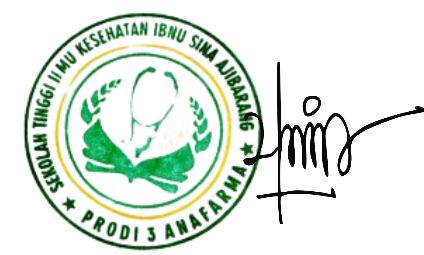 SEKOLAH TINGGI ILMU KESEHATAN IBNU SINA AJIBARANG
PRODI 3 ANAFARMA